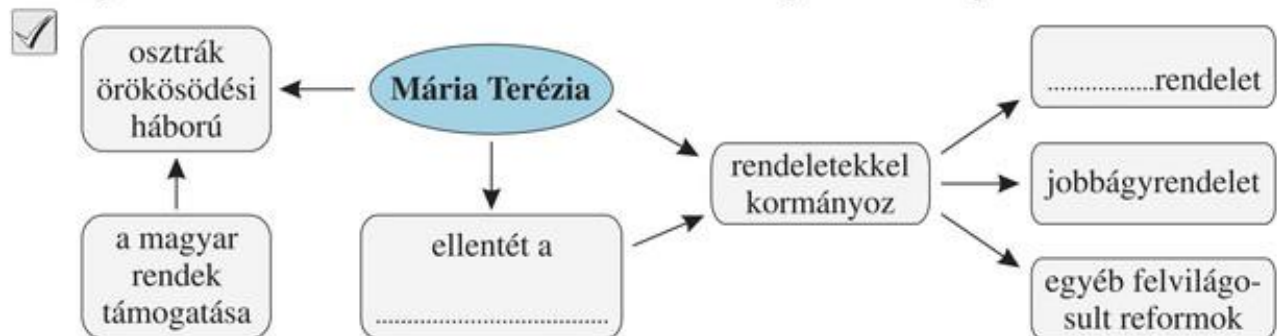 osztrák
örökösödési
háború
Mária Terézia
..................rendelet
rendeletekkel
kormányoz
jobbágyrendelet
a magyar
rendek
támogatása
ellentét a
..................................
egyéb felvilágo-
sult reformok